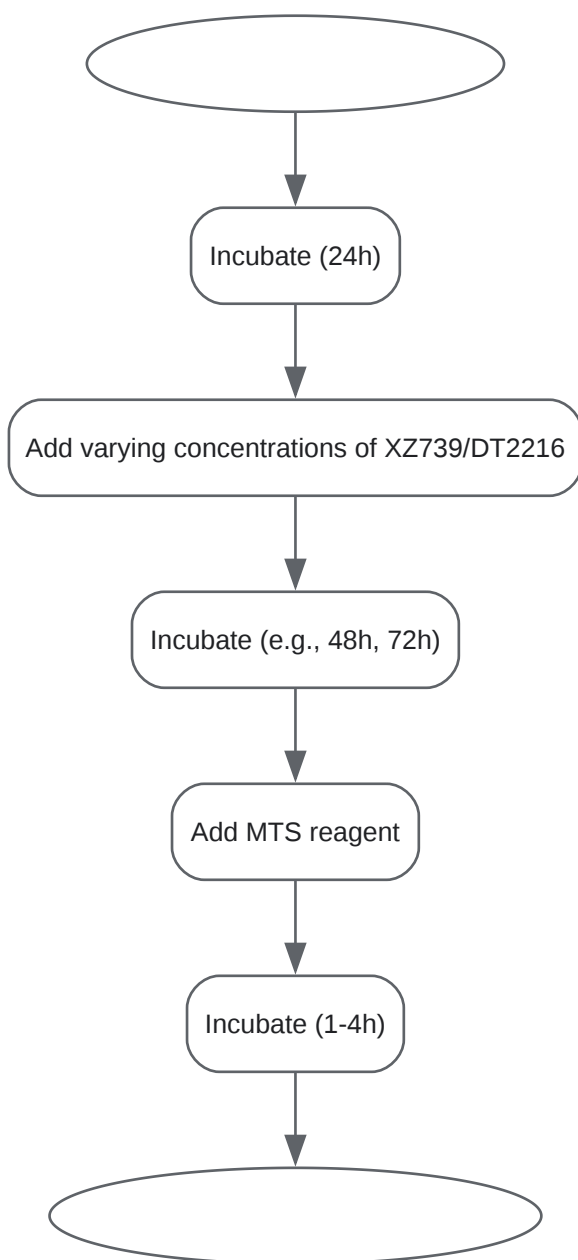 Incubate (24h)
Add varying concentrations of XZ739/DT2216
Incubate (e.g., 48h, 72h)
Add MTS reagent
Incubate (1-4h)